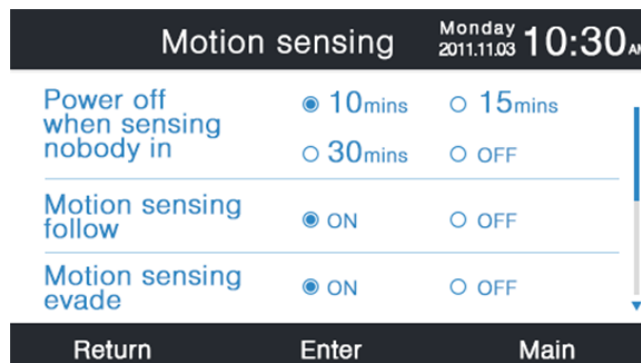 Motion sensing
Monday
2011.11.03 10:30 AM
Power off
when sensing
nobody in
10mins
15mins
30mins
OFF
Motion sensing
follow
ON
OFF
Motion sensing
evade
ON
OFF
Return
Enter
Main